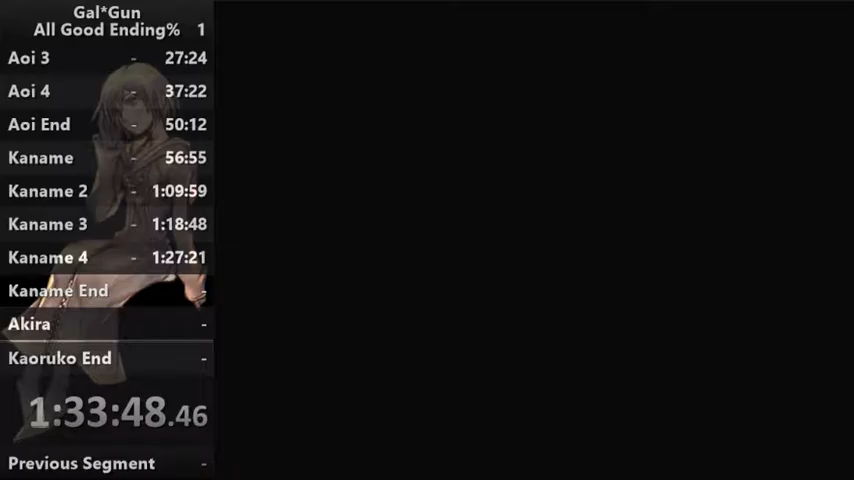 Gal*Gun
All Good Ending% 1
Aoi 3 - 27:24
Aoi 4 - 37:22
Aoi End - 50:12
Kaname - 56:55
Kaname 2 - 1:09:59
Kaname 3 - 1:18:48
Kaname 4 - 1:27:21
Kaname End -
Akira -
Kaoruko End -
1:33:48.46
Previous Segment -